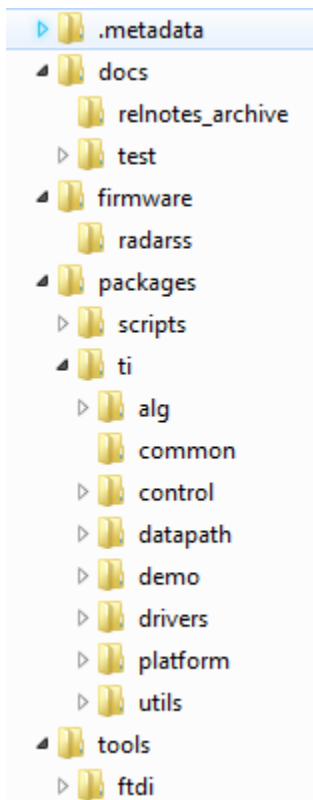 .metadata
docs
relnotes_archive
test
firmware
radarss
packages
scripts
ti
alg
common
control
datapath
demo
drivers
platform
utils
tools
ftdi